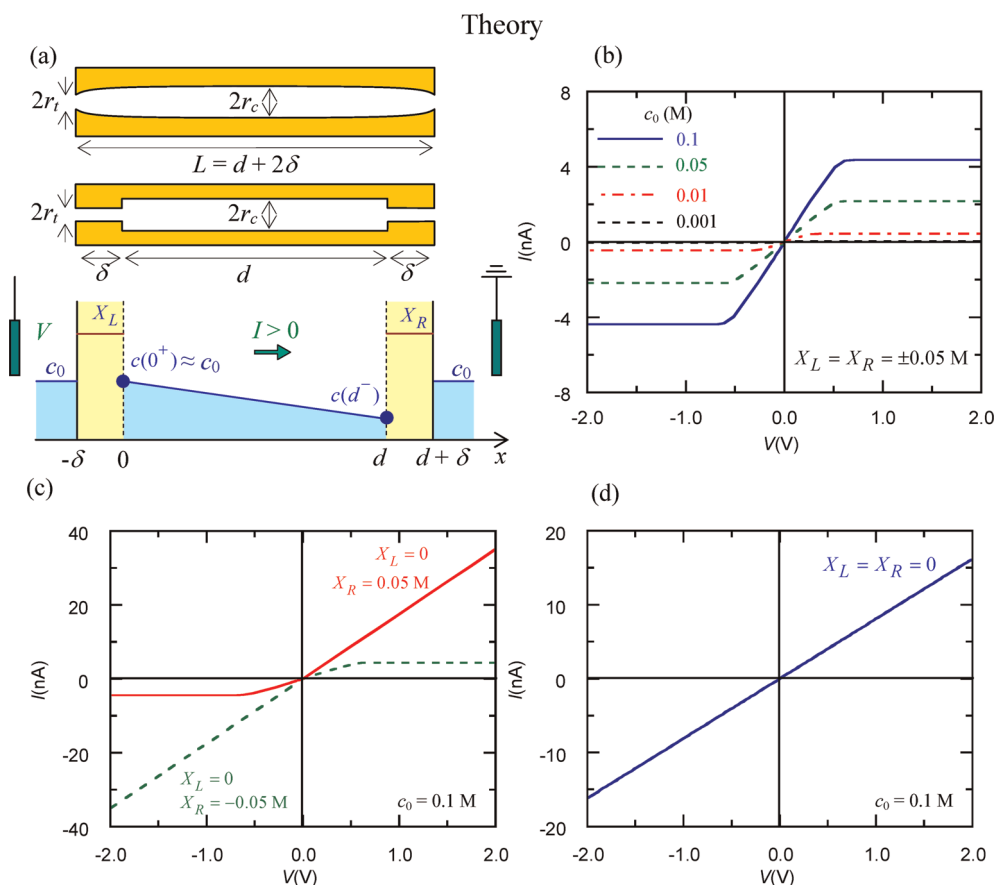 Theory
(a)
2r_t
2r_c
L = d + 2δ
2r_t
2r_c
δ
d
δ
V
X_L
I > 0
X_R
c_0
c(0⁺) ≈ c_0
c(d⁻)
c_0
-δ
0
d
d + δ
x
(b)
I(nA)
8
4
0
-4
-8
c_0 (M)
0.1
0.05
0.01
0.001
X_L = X_R = ±0.05 M
-2.0 -1.0 0.0 1.0 2.0
V(V)
(c)
I(nA)
40
20
0
-20
-40
X_L = 0
X_R = 0.05 M
X_L = 0
X_R = −0.05 M
c_0 = 0.1 M
-2.0 -1.0 0.0 1.0 2.0
V(V)
(d)
I(nA)
20
10
0
-10
-20
X_L = X_R = 0
c_0 = 0.1 M
-2.0 -1.0 0.0 1.0 2.0
V(V)